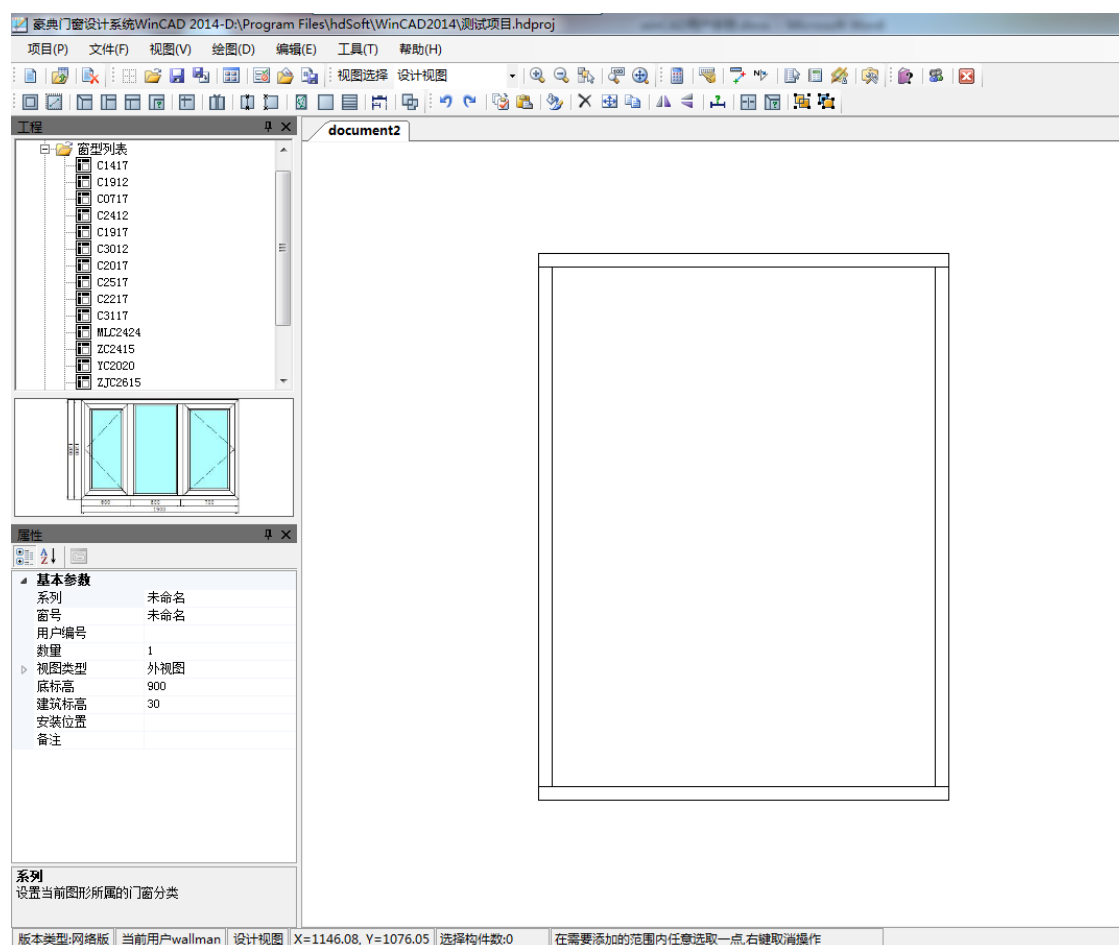 豪典门窗设计系统WinCAD 2014-D:\Program Files\hdSoft\WinCAD2014\测试项目.hdproj
项目(P) 文件(F) 视图(V) 绘图(D) 编辑(E) 工具(T) 帮助(H)
视图选择 设计视图
工程
document2
窗型列表
C1417
C1912
C0717
C2412
C1917
C3012
C2017
C2517
C2217
C3117
MLC2424
ZC2415
YC2020
ZJC2615
600 600 700
1900
属性
基本参数
系列 未命名
窗号 未命名
用户编号
数量 1
视图类型 外视图
底标高 900
建筑标高 30
安装位置
备注
系列
设置当前图形所属的门窗分类
版本类型:网络版 当前用户wallman 设计视图 X=1146.08, Y=1076.05 选择构件数:0 在需要添加的范围内任意选取一点,右键取消操作